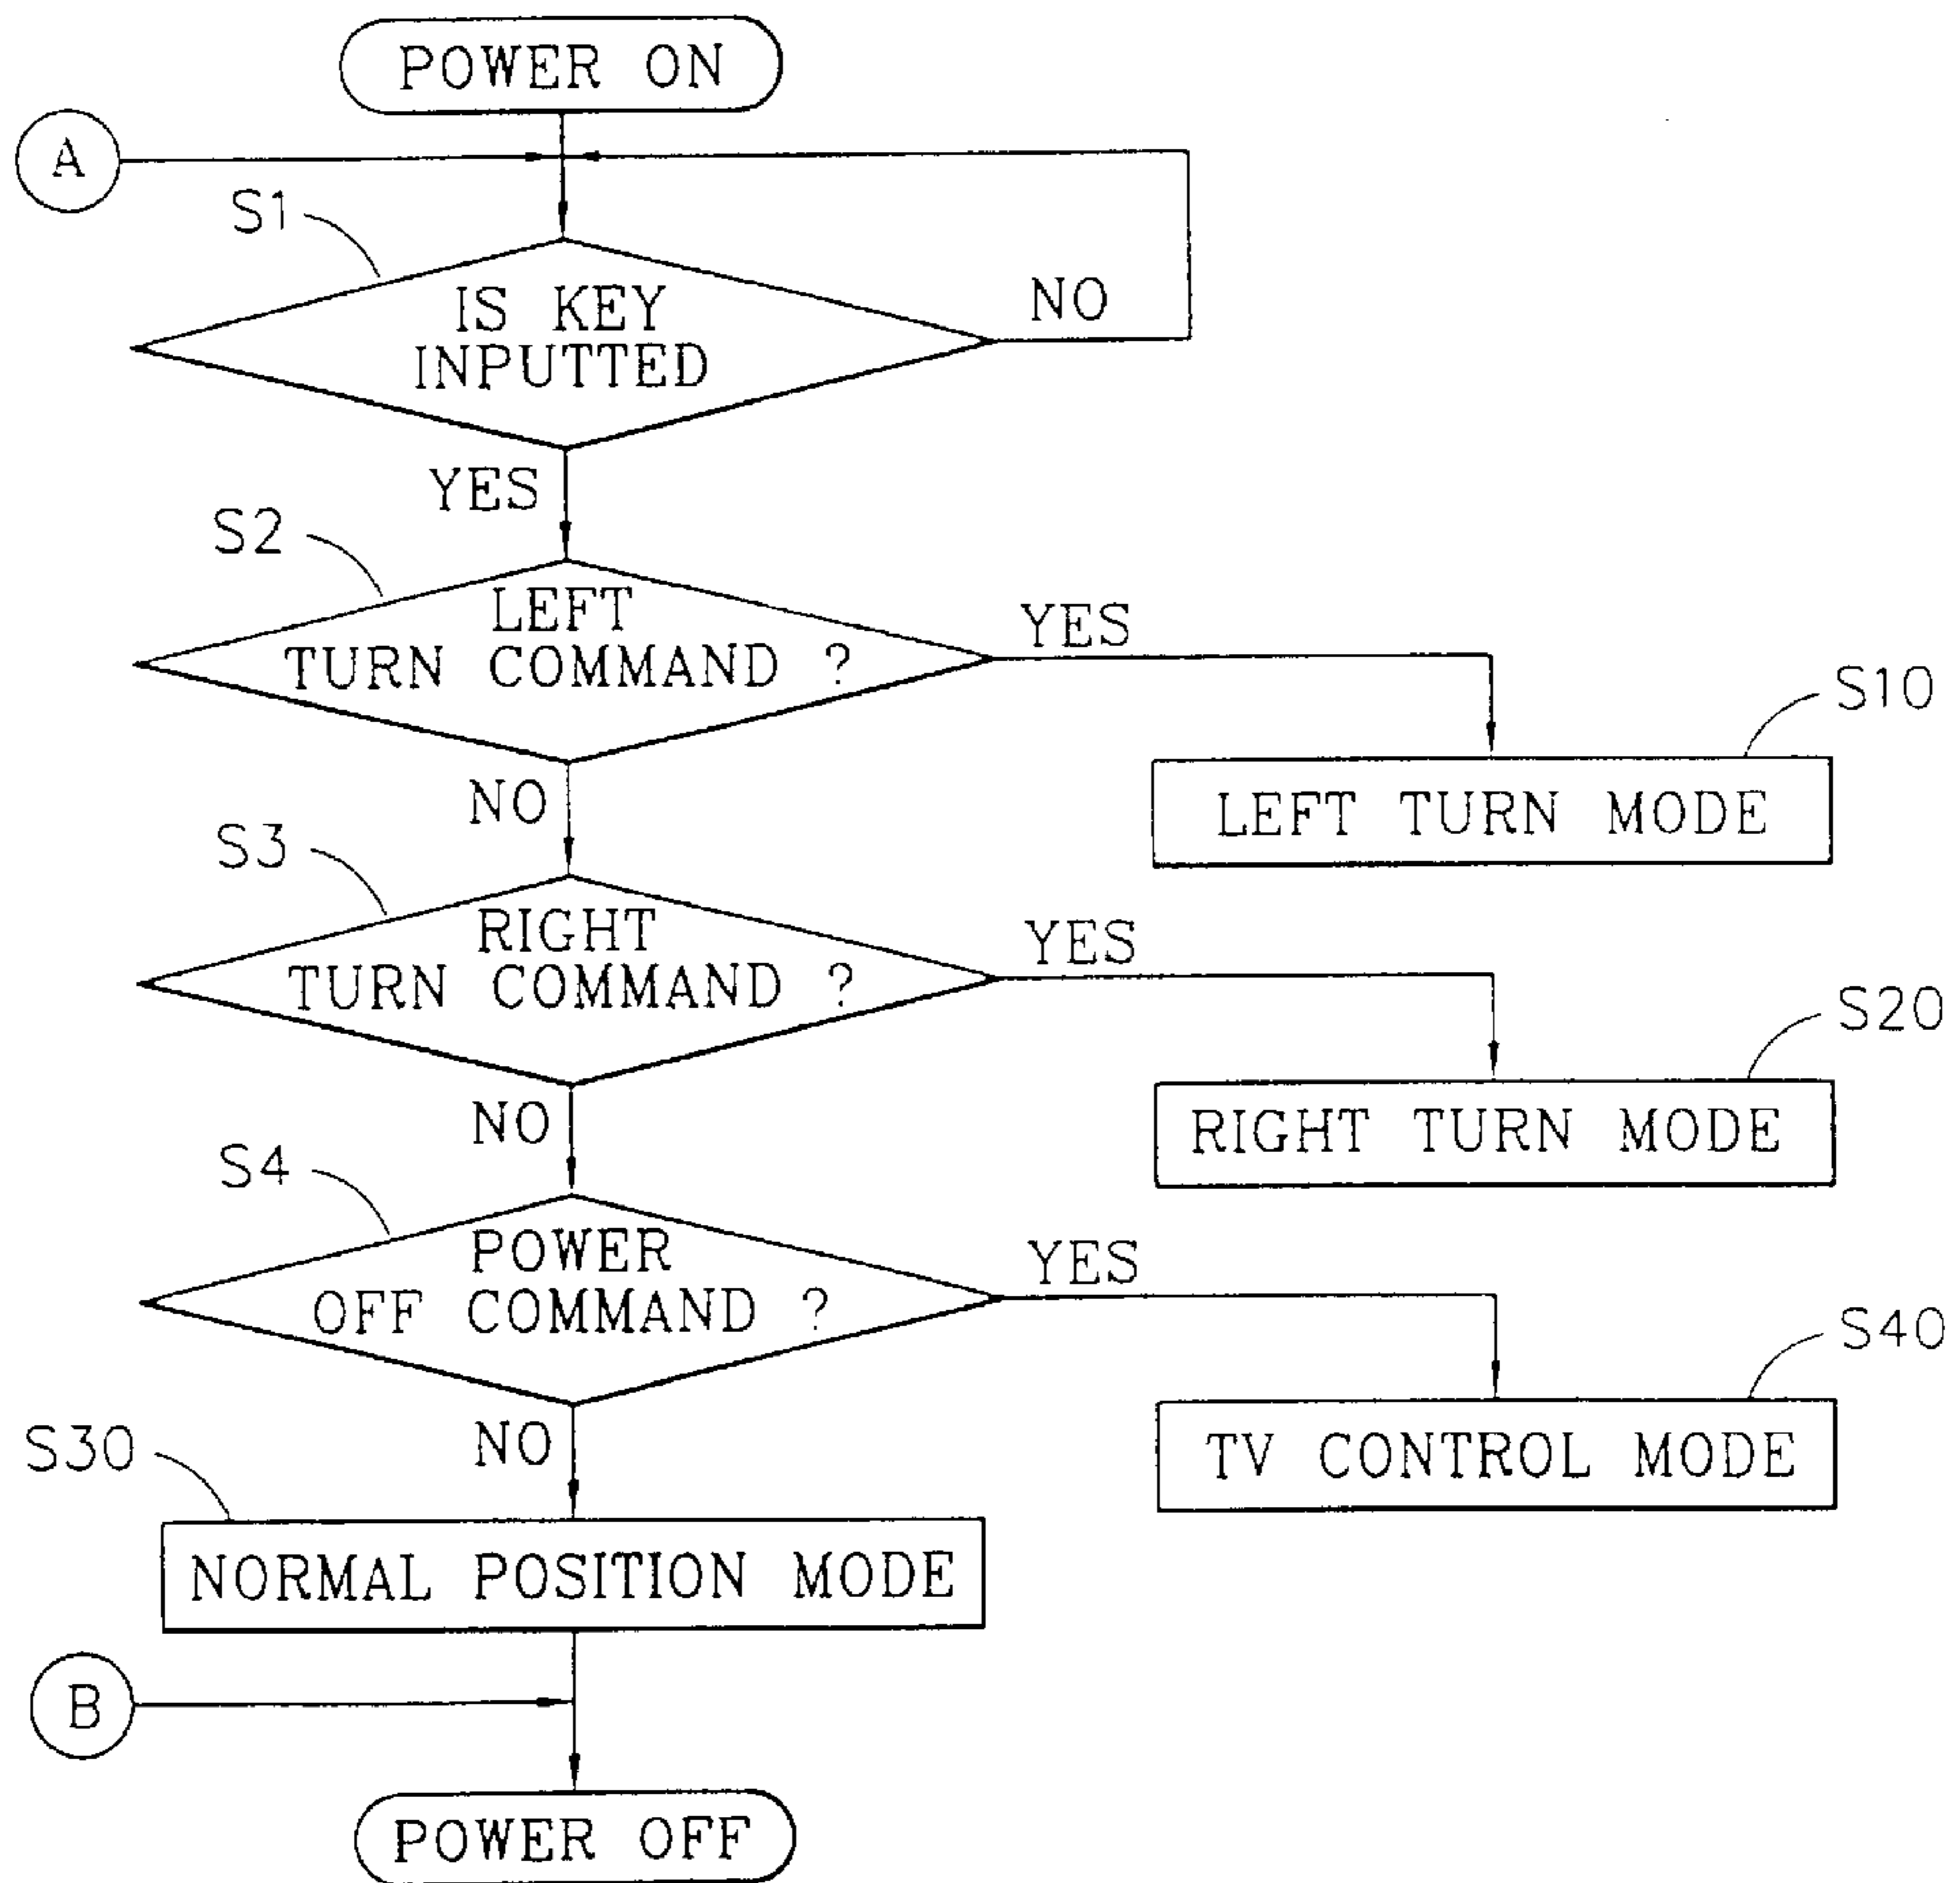 POWER ON
A
S1
IS KEY
INPUTTED
NO
YES
S2
LEFT
TURN COMMAND ?
YES
S10
LEFT TURN MODE
NO
S3
RIGHT
TURN COMMAND ?
YES
S20
RIGHT TURN MODE
NO
S4
POWER
OFF COMMAND ?
YES
S40
TV CONTROL MODE
NO
S30
NORMAL POSITION MODE
B
POWER OFF